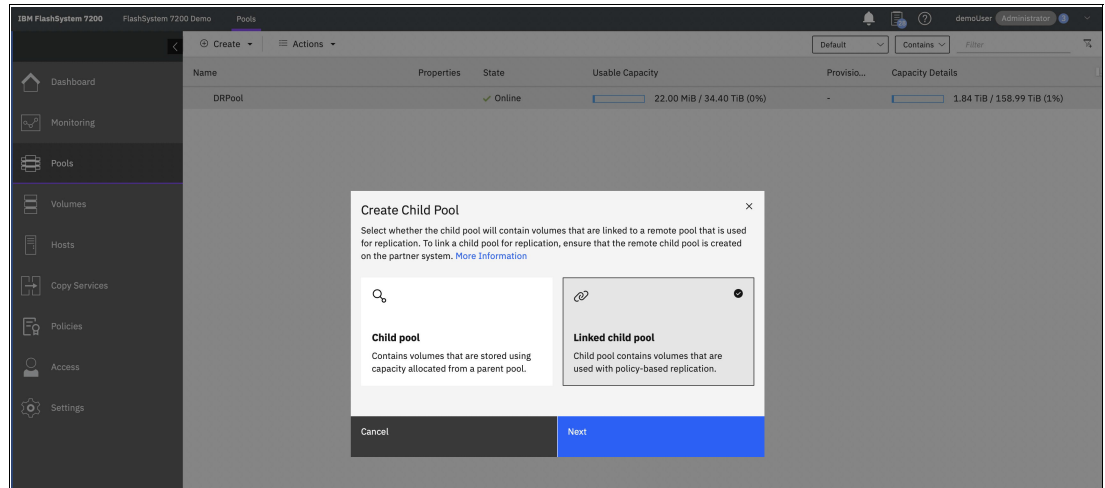 IBM FlashSystem 7200 FlashSystem 7200 Demo Pools demoUser Administrator 3
Create Actions Default Contains Filter
Name Properties State Usable Capacity Provisio... Capacity Details
DRPool Online 22.00 MiB / 34.40 TiB (0%) - 1.84 TiB / 158.99 TiB (1%)
Dashboard
Monitoring
Pools
Volumes
Hosts
Copy Services
Policies
Access
Settings
Create Child Pool
Select whether the child pool will contain volumes that are linked to a remote pool that is used
for replication. To link a child pool for replication, ensure that the remote child pool is created
on the partner system. More Information
Child pool
Contains volumes that are stored using
capacity allocated from a parent pool.
Linked child pool
Child pool contains volumes that are
used with policy-based replication.
Cancel Next